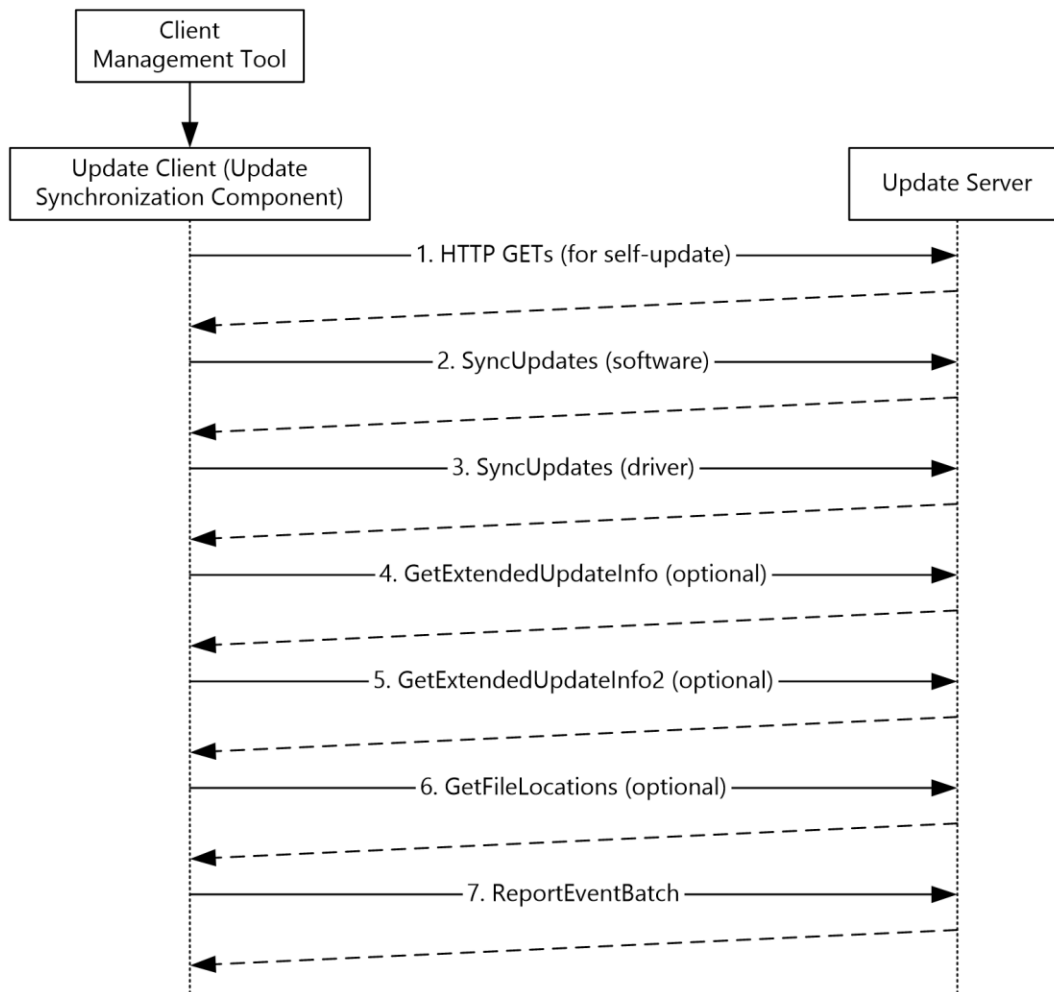 Client
Management Tool
Update Client (Update
Synchronization Component)
Update Server
1. HTTP GETs (for self-update)
2. SyncUpdates (software)
3. SyncUpdates (driver)
4. GetExtendedUpdateInfo (optional)
5. GetExtendedUpdateInfo2 (optional)
6. GetFileLocations (optional)
7. ReportEventBatch